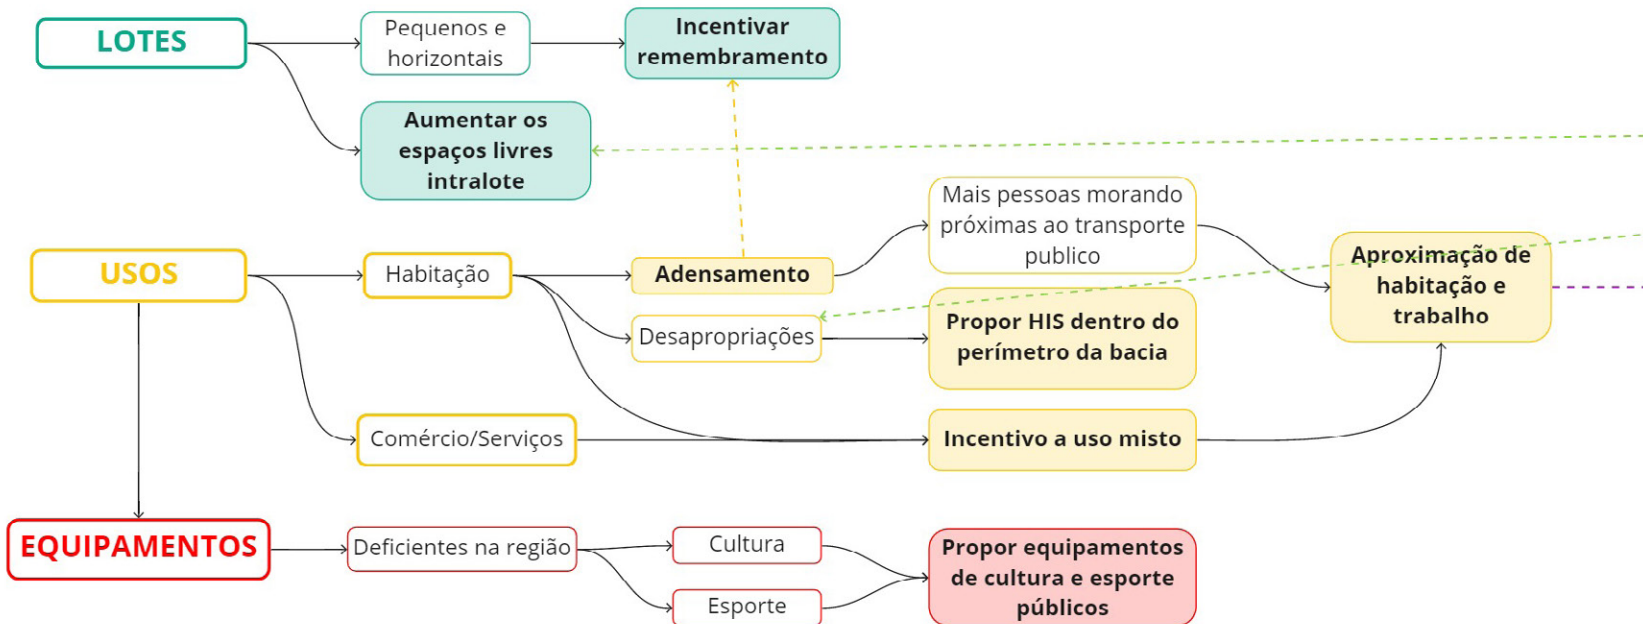 LOTES
Pequenos e
horizontais
Incentivar
remembramento
Aumentar os
espaços livres
intralote
USOS
Habitação
Adensamento
Mais pessoas morando
próximas ao transporte
publico
Aproximação de
habitação e
trabalho
Desapropriações
Propor HIS dentro do
perímetro da bacia
Comércio/Serviços
Incentivo a uso misto
EQUIPAMENTOS
Deficientes na região
Cultura
Esporte
Propor equipamentos
de cultura e esporte
públicos